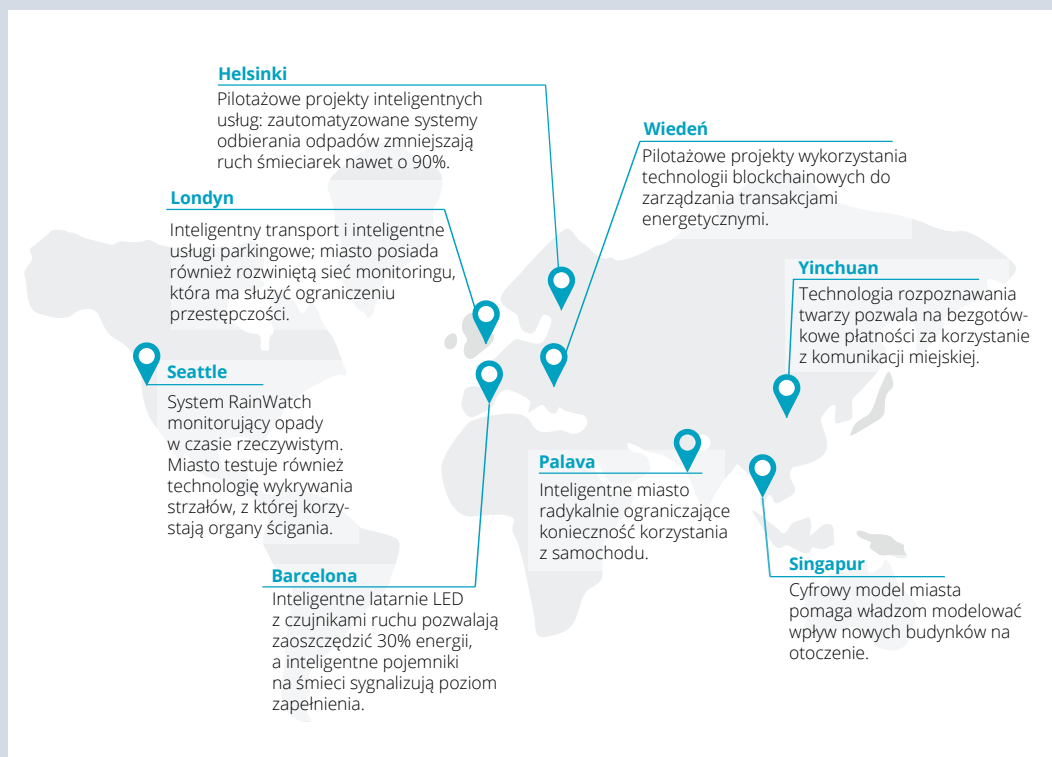 Helsinki
Pilotażowe projekty inteligentnych
usług: zautomatyzowane systemy
odbierania odpadów zmniejszają
ruch śmieciarek nawet o 90%.
Wiedeń
Pilotażowe projekty wykorzystania
technologii blockchainowych do
zarządzania transakcjami
energetycznymi.
Londyn
Inteligentny transport i inteligentne
usługi parkingowe; miasto posiada
również rozwiniętą sieć monitoringu,
która ma służyć ograniczeniu
przestępczości.
Yinchuan
Technologia rozpoznawania
twarzy pozwala na bezgotów-
kowe płatności za korzystanie
z komunikacji miejskiej.
Seattle
System RainWatch
monitorujący opady
w czasie rzeczywistym.
Miasto testuje również
technologię wykrywania
strzałów, z której korzy-
stają organy ścigania.
Palava
Inteligentne miasto
radykalnie ograniczające
konieczność korzystania
z samochodu.
Barcelona
Inteligentne latarnie LED
z czujnikami ruchu pozwalają
zaoszczędzić 30% energii,
a inteligentne pojemniki
na śmieci sygnalizują poziom
zapełnienia.
Singapur
Cyfrowy model miasta
pomaga władzom modelować
wpływ nowych budynków na
otoczenie.